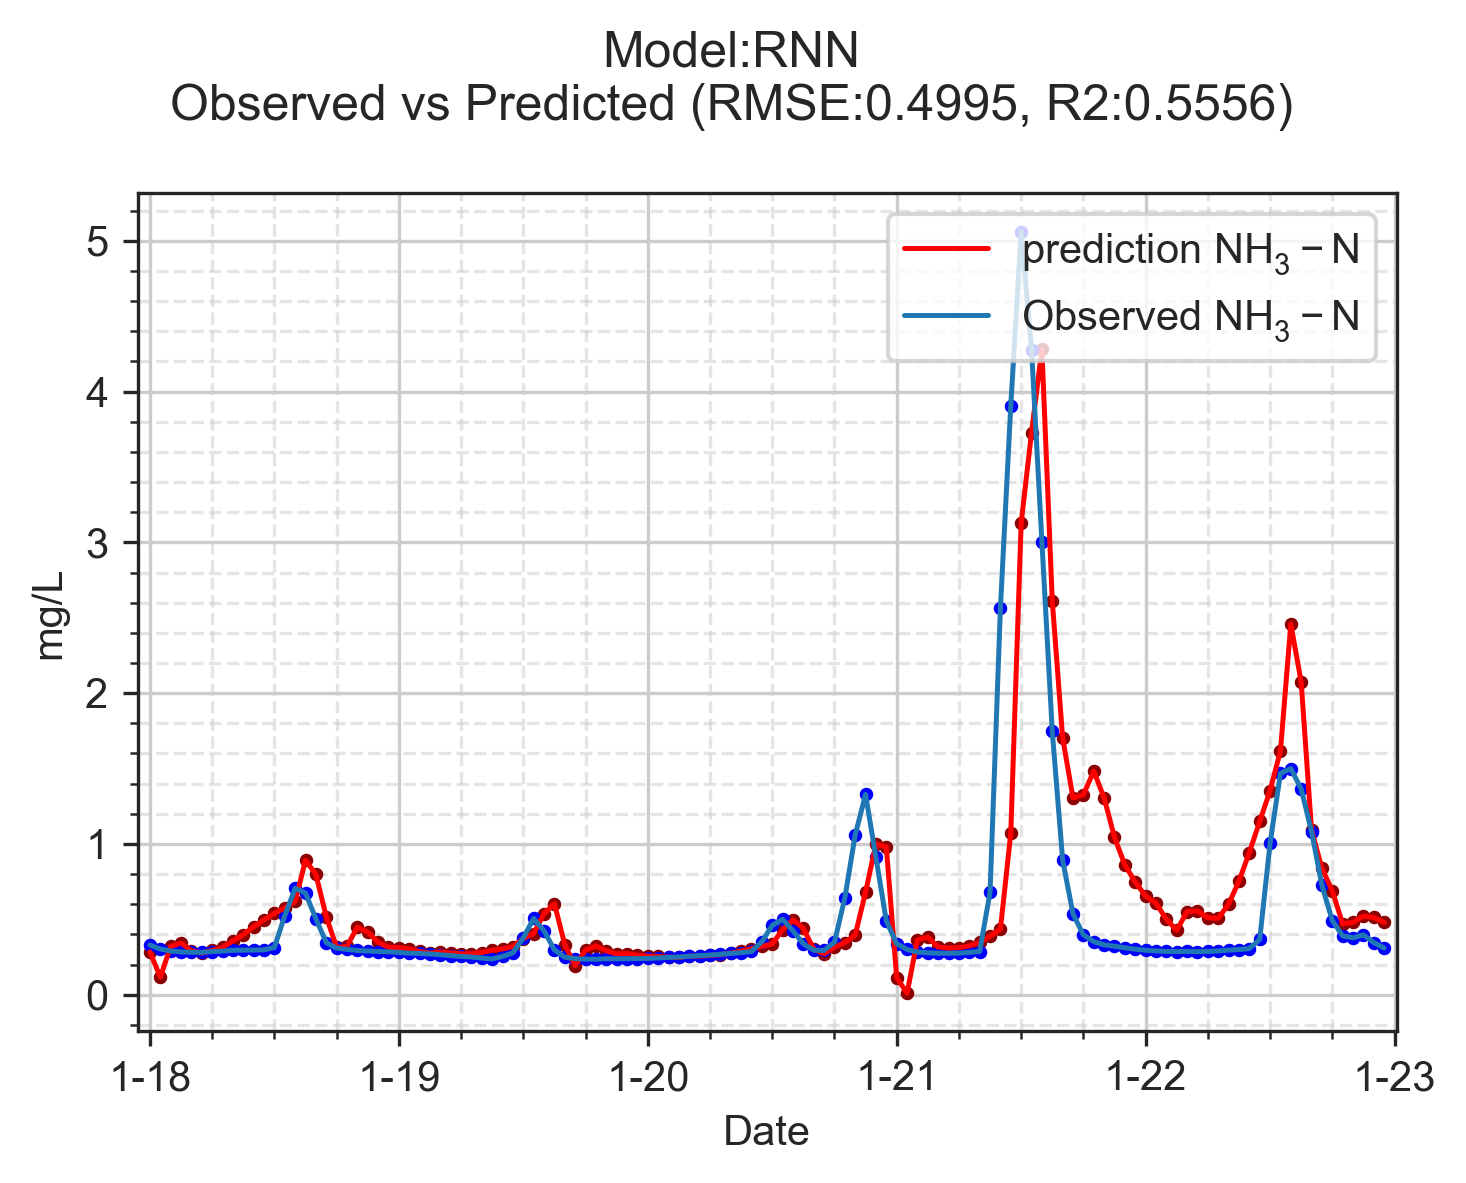 Model:RNN
Observed vs Predicted (RMSE:0.4995, R2:0.5556)
prediction NH₃ − N
Observed NH₃ − N
mg/L
5
4
3
2
1
0
1-18 1-19 1-20 1-21 1-22 1-23
Date